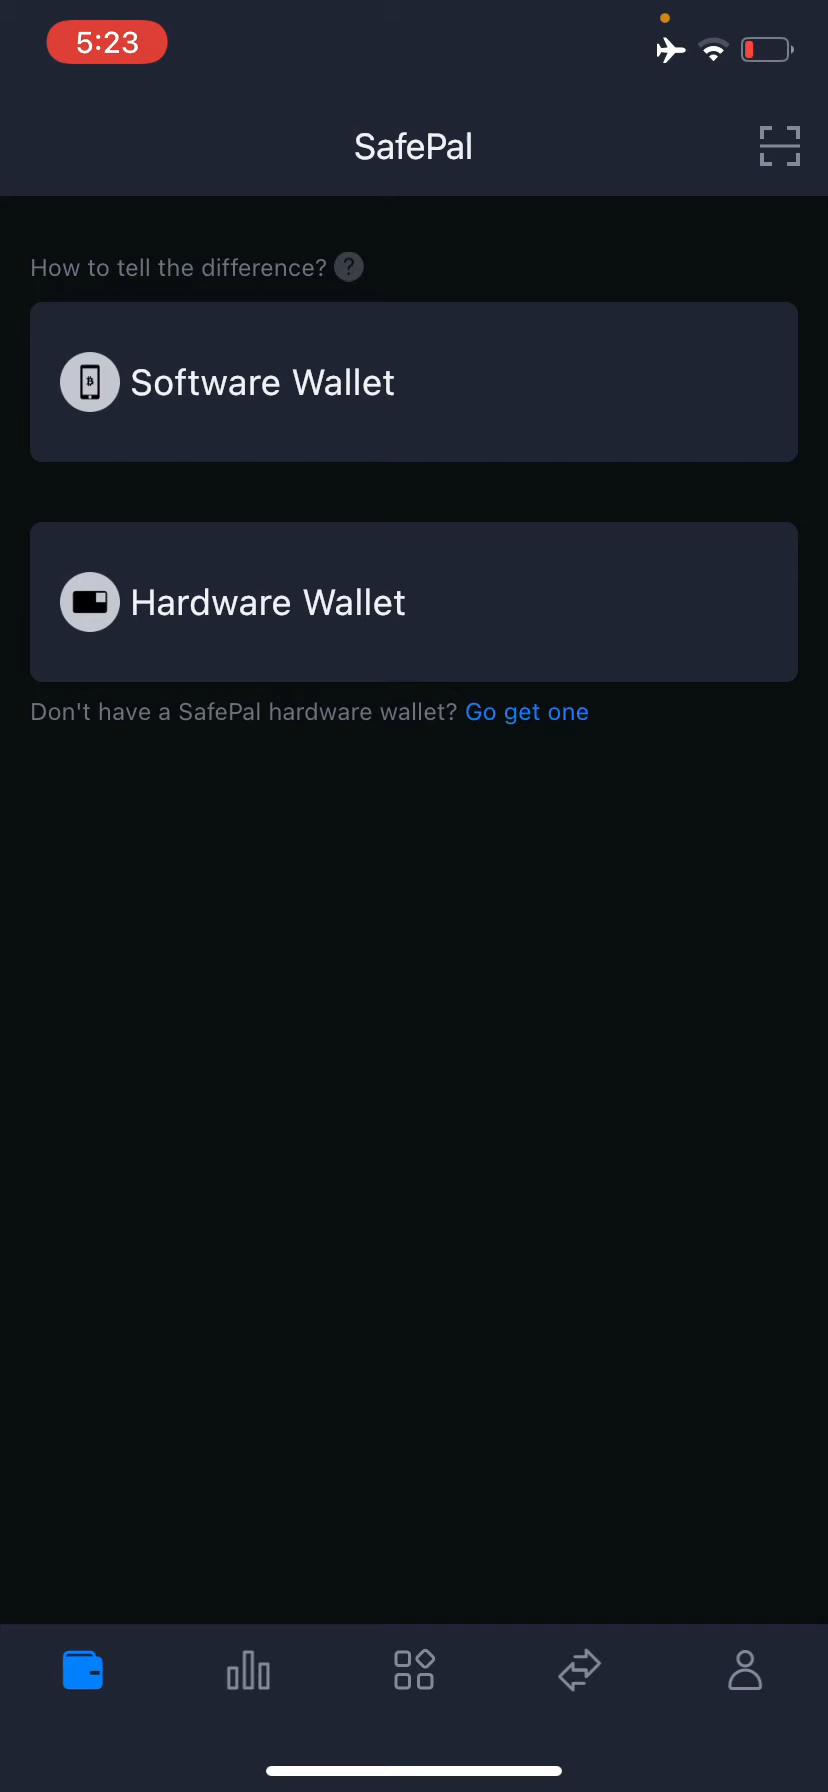 5:23
SafePal
How to tell the difference? ?
Software Wallet
Hardware Wallet
Don't have a SafePal hardware wallet? Go get one